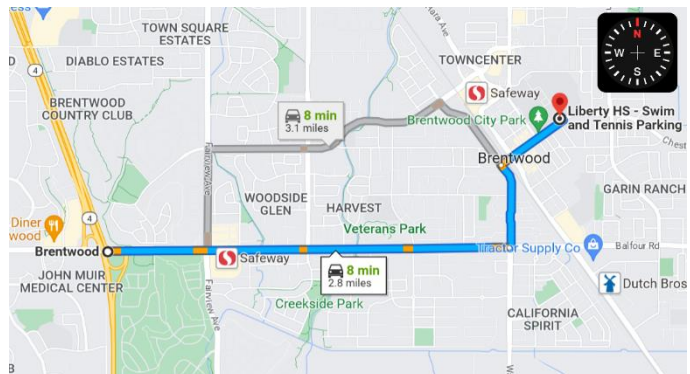 TOWN SQUARE
ESTATES
N
W
E
S
4
DIABLO ESTATES
TOWNCENTER
Safeway
BRENTWOOD
COUNTRY CLUB
8 min
3.1 miles
Brentwood City Park
Liberty HS - Swim
and Tennis Parking
Fairview Ave
Brentwood
WOODSIDE
GLEN
HARVEST
GARIN RANCH
4
Diner
wood
Veterans Park
Brentwood
Safeway
Tractor Supply Co
Balfour Rd
8 min
2.8 miles
JOHN MUIR
MEDICAL CENTER
Fairview Ave
Creekside Park
Dutch Bros
CALIFORNIA
SPIRIT